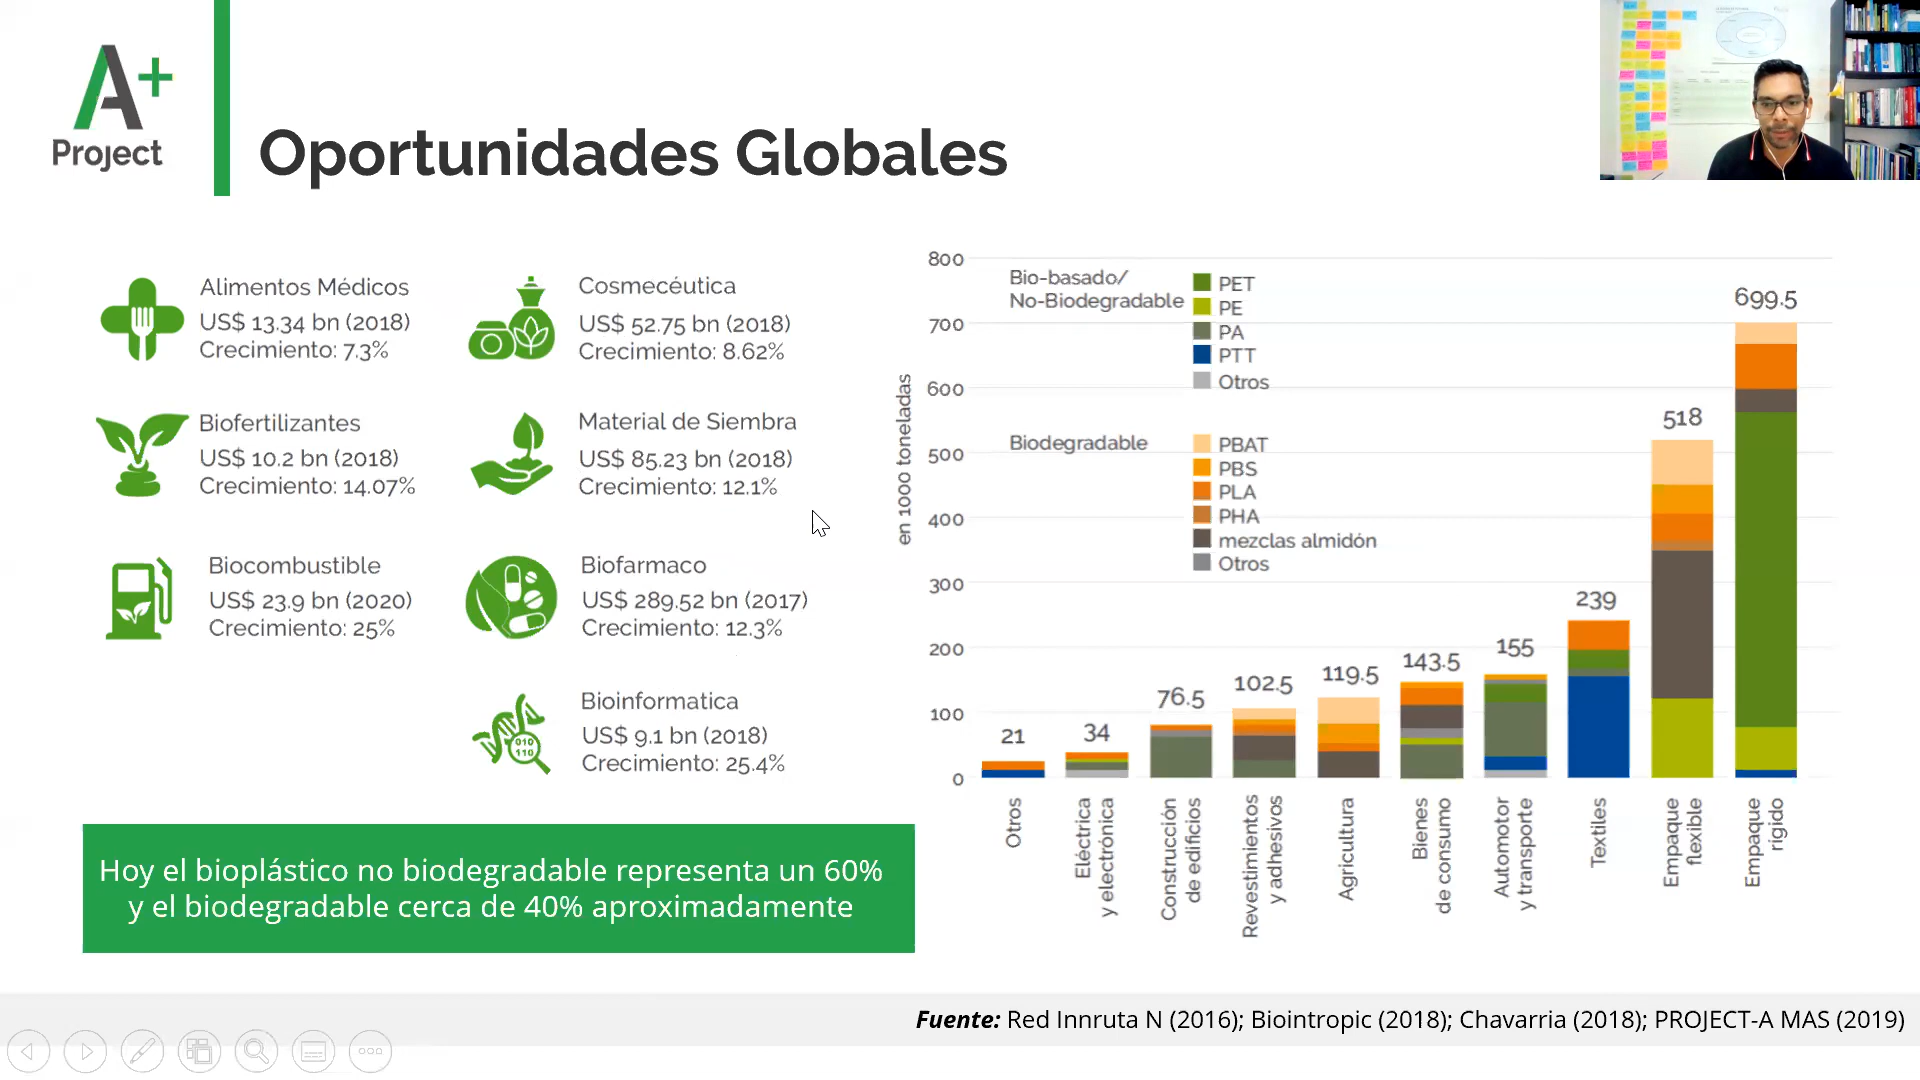 A+
Project
Oportunidades Globales
Alimentos Médicos
US$ 13.34 bn (2018)
Crecimiento: 7.3%
Cosmecéutica
US$ 52.75 bn (2018)
Crecimiento: 8.62%
Biofertilizantes
US$ 10.2 bn (2018)
Crecimiento: 14.07%
Material de Siembra
US$ 85.23 bn (2018)
Crecimiento: 12.1%
Biocombustible
US$ 23.9 bn (2020)
Crecimiento: 25%
Biofarmaco
US$ 289.52 bn (2017)
Crecimiento: 12.3%
010
110
Bioinformatica
US$ 9.1 bn (2018)
Crecimiento: 25.4%
Hoy el bioplástico no biodegradable representa un 60%
y el biodegradable cerca de 40% aproximadamente
en 1000 toneladas
800
700
600
500
400
300
200
100
0
Bio-basado/
No-Biodegradable
PET
PE
PA
PTT
Otros
Biodegradable
PBAT
PBS
PLA
PHA
mezclas almidón
Otros
21
34
76.5
102.5
119.5
143.5
155
239
518
699.5
Otros
Eléctrica
y electrónica
Construcción
de edificios
Revestimientos
y adhesivos
Agricultura
Bienes
de consumo
Automotor
y transporte
Textiles
Empaque
flexible
Empaque
rígido
Fuente: Red Innruta N (2016); Biointropic (2018); Chavarria (2018); PROJECT-A MAS (2019)